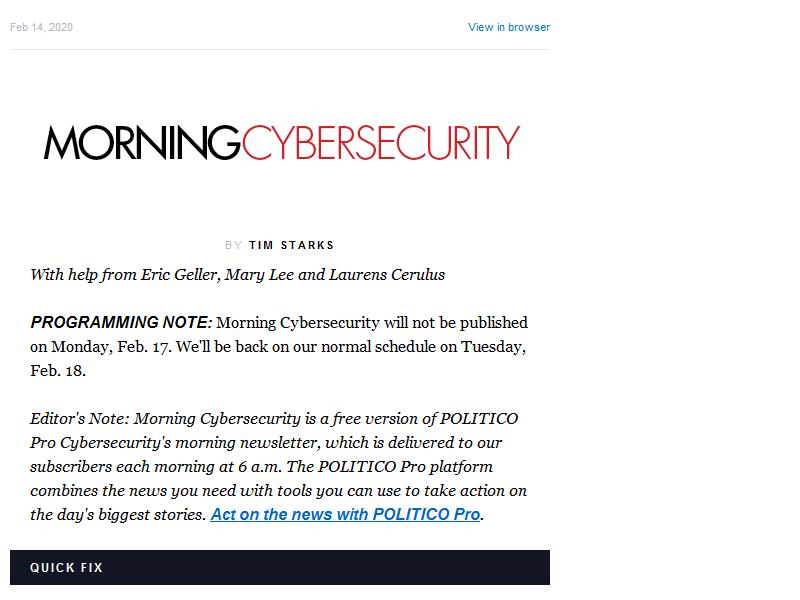 Feb 14, 2020
View in browser
MORNINGCYBERSECURITY
BY TIM STARKS
With help from Eric Geller, Mary Lee and Laurens Cerulus
PROGRAMMING NOTE: Morning Cybersecurity will not be published
on Monday, Feb. 17. We'll be back on our normal schedule on Tuesday,
Feb. 18.
Editor's Note: Morning Cybersecurity is a free version of POLITICO
Pro Cybersecurity's morning newsletter, which is delivered to our
subscribers each morning at 6 a.m. The POLITICO Pro platform
combines the news you need with tools you can use to take action on
the day's biggest stories. Act on the news with POLITICO Pro.
QUICK FIX